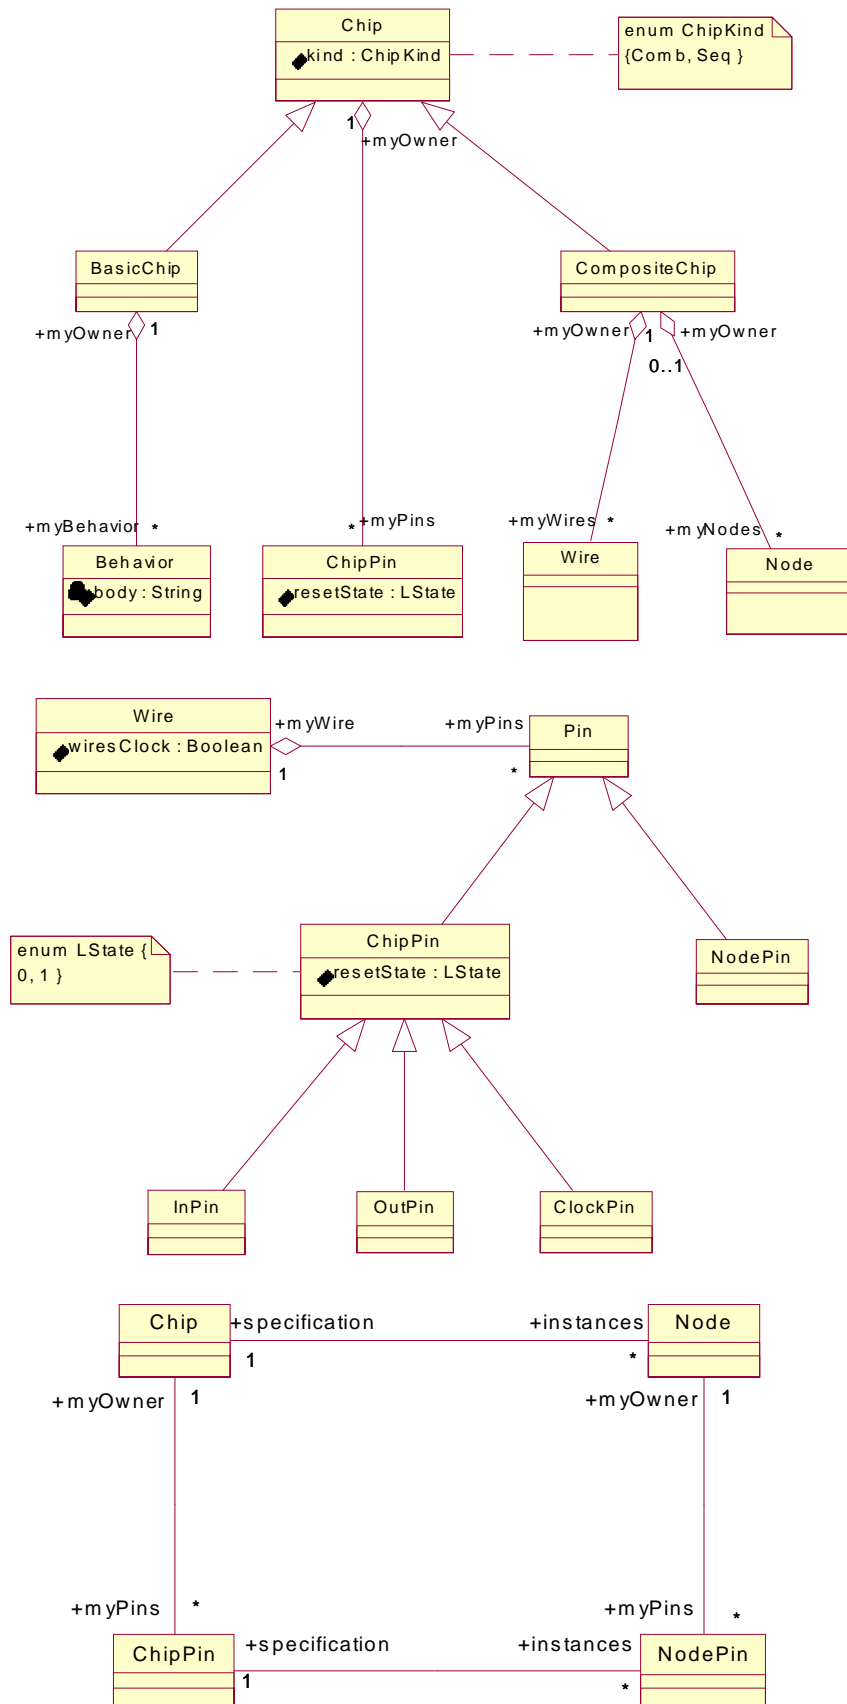 Chip
kind : ChipKind
enum ChipKind
{Comb, Seq }
1
+myOwner
BasicChip
CompositeChip
+myOwner 1
+myOwner 1 +myOwner
0..1
+myBehavior *
* +myPins
+myWires *
+myNodes *
Behavior
body : String
ChipPin
resetState : LState
Wire
Node
Wire
wiresClock : Boolean
+myWire
1
+myPins
*
Pin
enum LState {
0, 1 }
ChipPin
resetState : LState
NodePin
InPin
OutPin
ClockPin
Chip
+specification
1
+instances
*
Node
+myOwner 1
+myOwner 1
+myPins *
+myPins *
ChipPin
+specification
1
+instances
*
NodePin